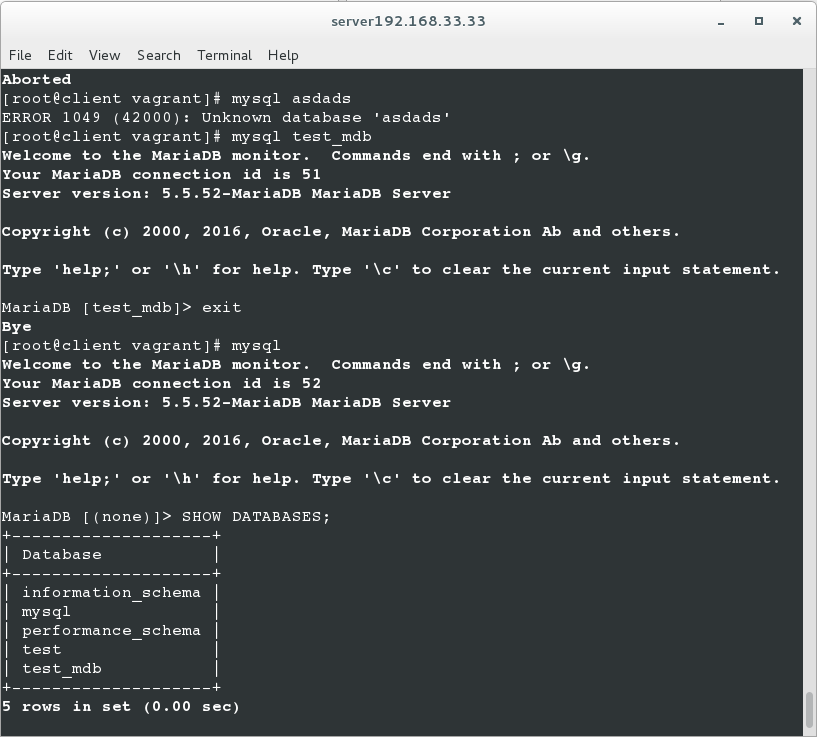 server192.168.33.33
File Edit View Search Terminal Help
Aborted
[root@client vagrant]# mysql asdads
ERROR 1049 (42000): Unknown database 'asdads'
[root@client vagrant]# mysql test_mdb
Welcome to the MariaDB monitor.  Commands end with ; or \g.
Your MariaDB connection id is 51
Server version: 5.5.52-MariaDB MariaDB Server
Copyright (c) 2000, 2016, Oracle, MariaDB Corporation Ab and others.
Type 'help;' or '\h' for help. Type '\c' to clear the current input statement.
MariaDB [test_mdb]> exit
Bye
[root@client vagrant]# mysql
Welcome to the MariaDB monitor.  Commands end with ; or \g.
Your MariaDB connection id is 52
Server version: 5.5.52-MariaDB MariaDB Server
Copyright (c) 2000, 2016, Oracle, MariaDB Corporation Ab and others.
Type 'help;' or '\h' for help. Type '\c' to clear the current input statement.
MariaDB [(none)]> SHOW DATABASES;
+--------------------+
| Database           |
+--------------------+
| information_schema |
| mysql              |
| performance_schema |
| test               |
| test_mdb           |
+--------------------+
5 rows in set (0.00 sec)